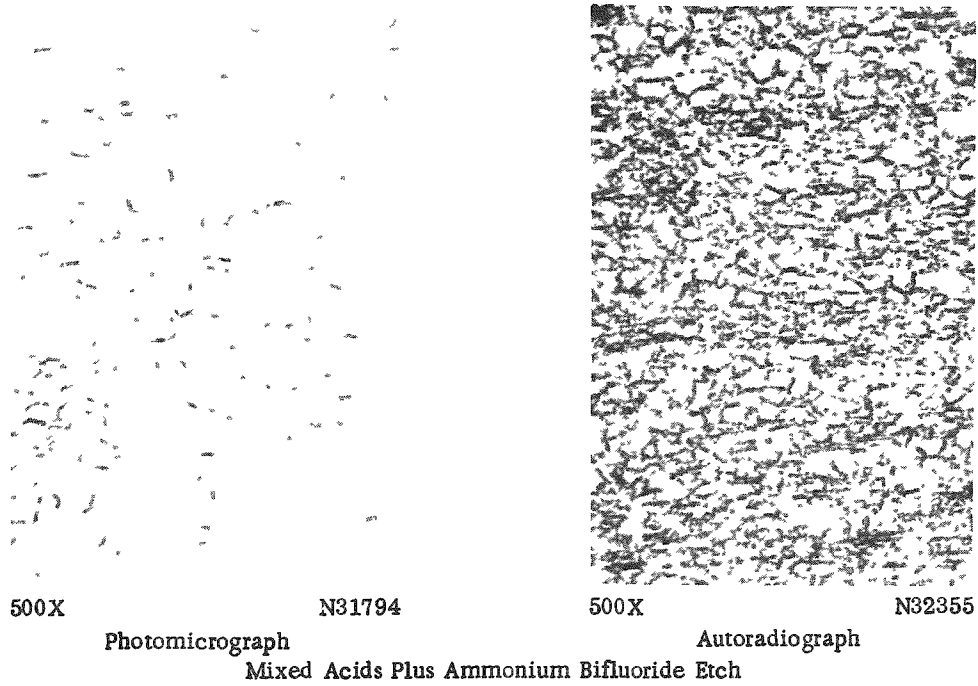 500X N31794 500X N32355
Photomicrograph Autoradiograph
Mixed Acids Plus Ammonium Bifluoride Etch